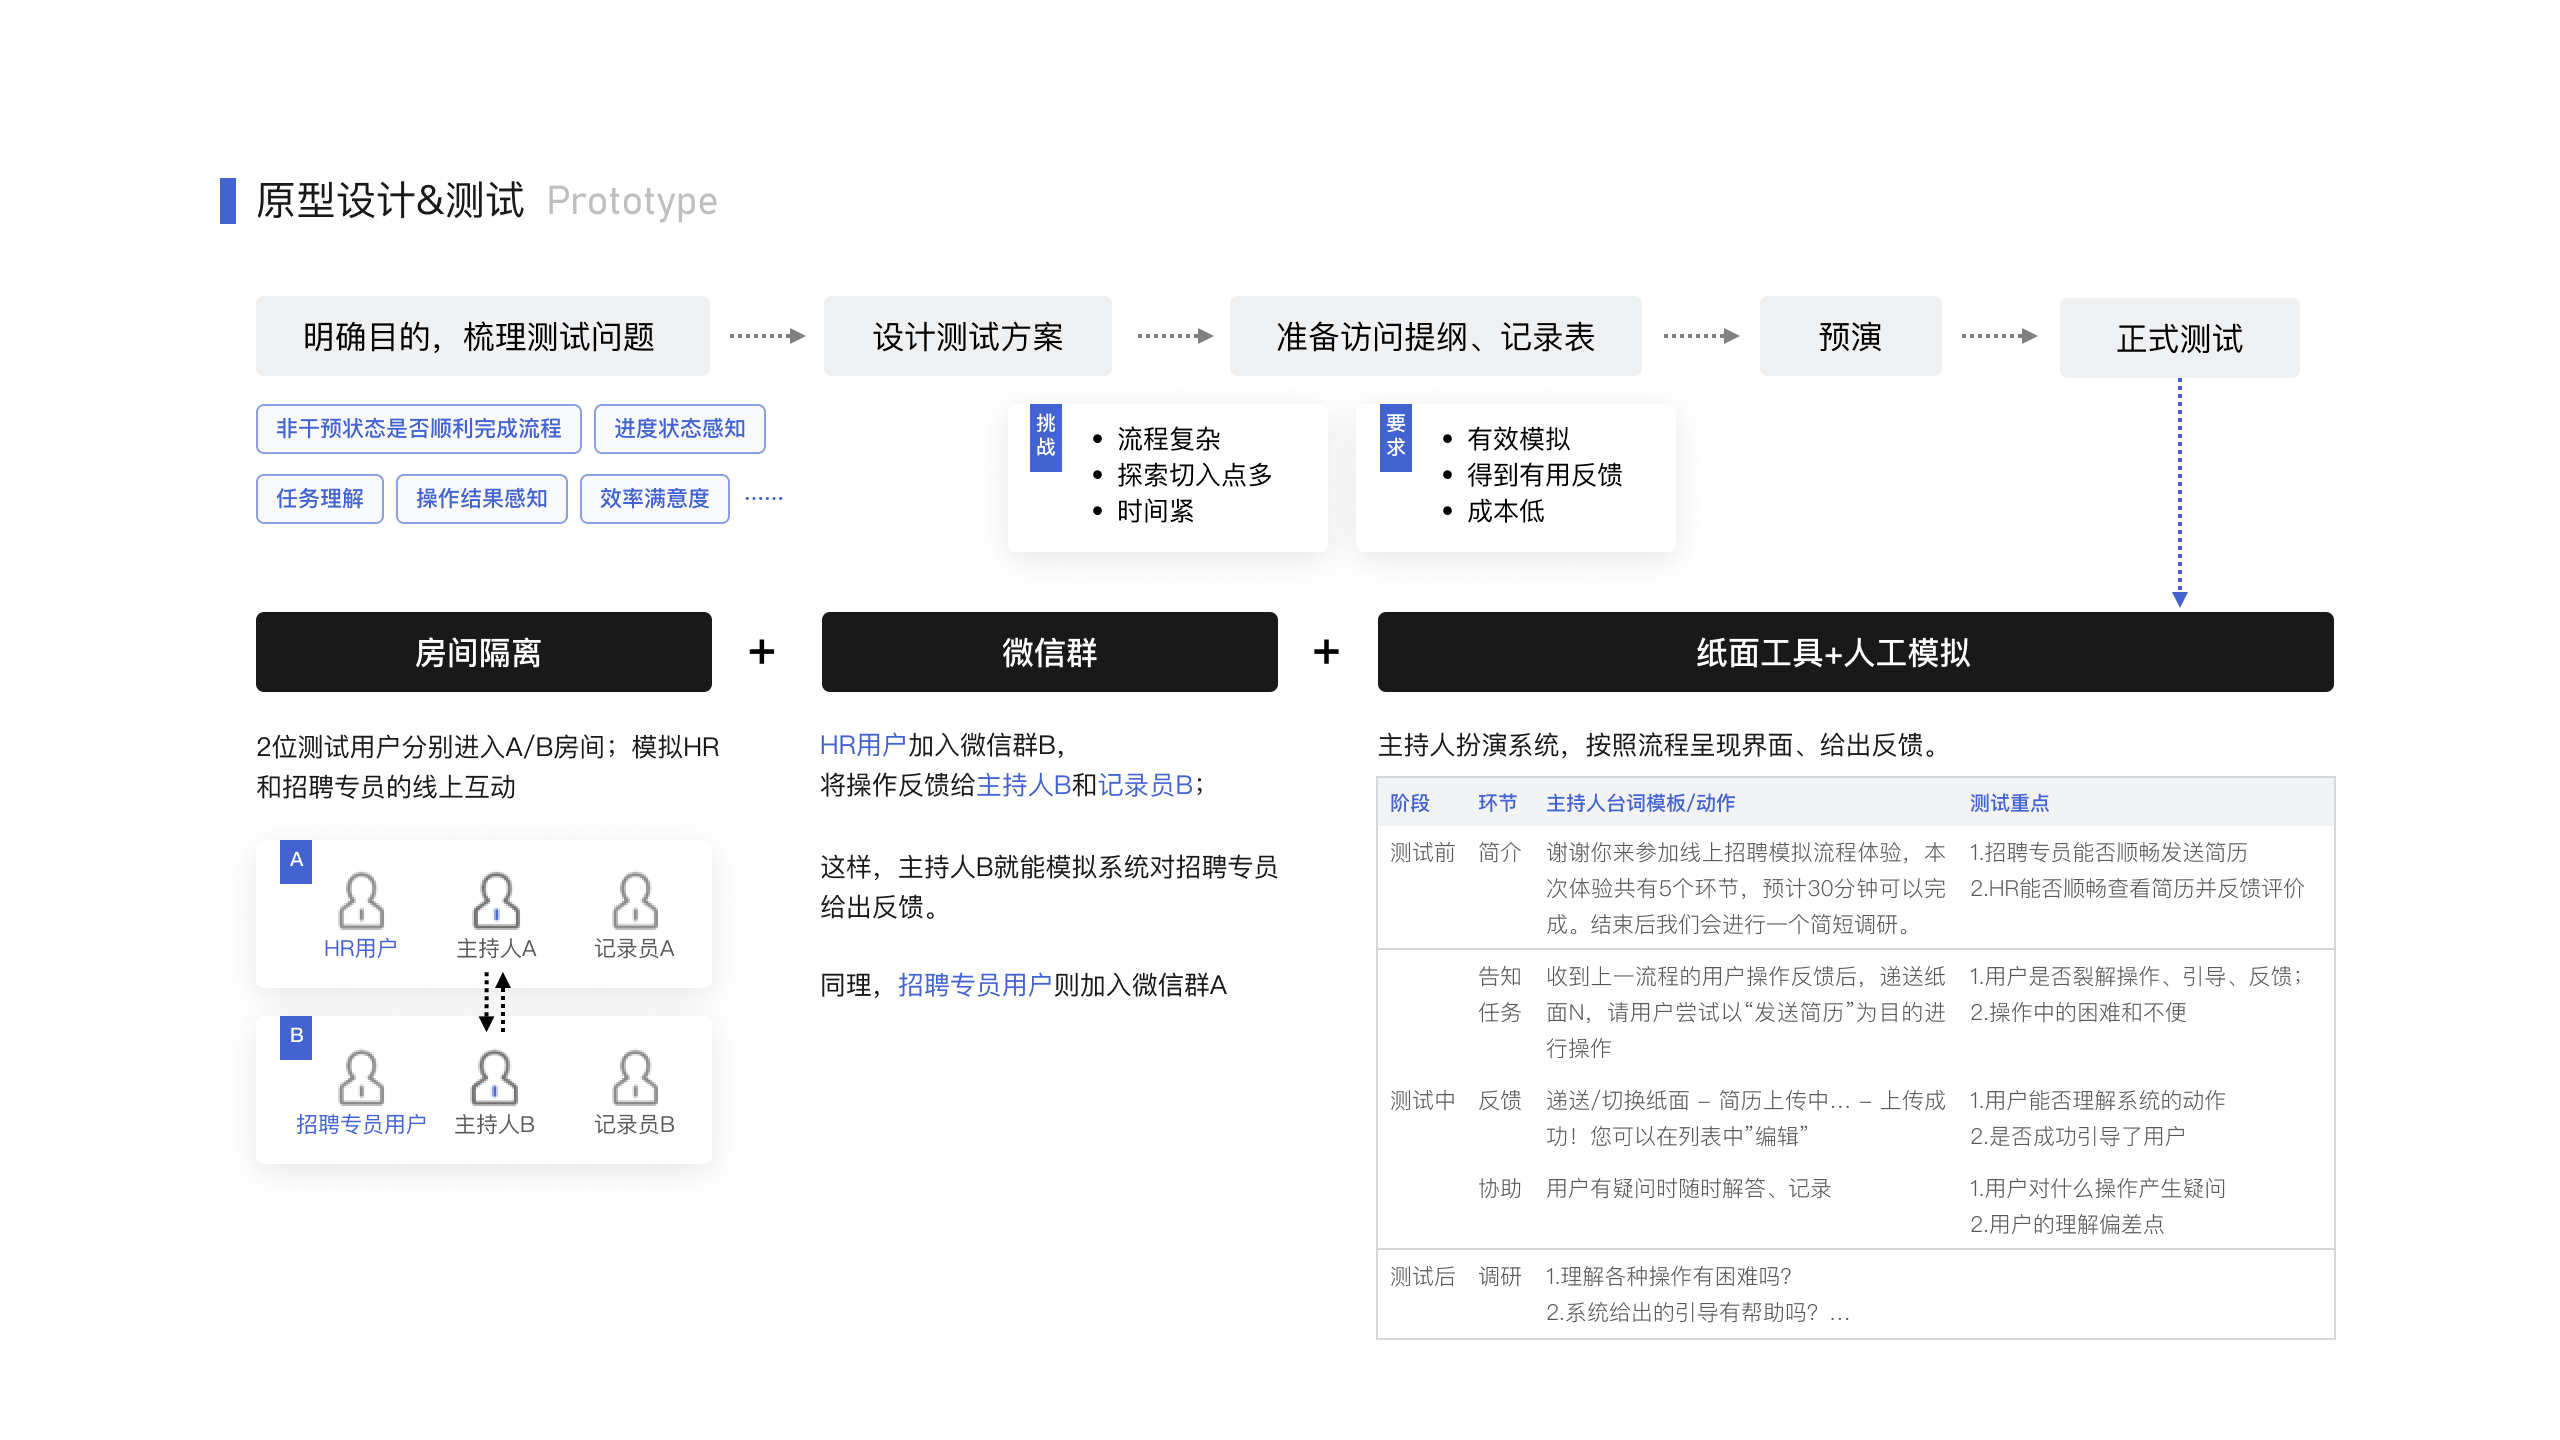 原型设计&测试 Prototype
明确目的，梳理测试问题
设计测试方案
准备访问提纲、记录表
预演
正式测试
非干预状态是否顺利完成流程
进度状态感知
任务理解
操作结果感知
效率满意度
……
挑战
• 流程复杂
• 探索切入点多
• 时间紧
要求
• 有效模拟
• 得到有用反馈
• 成本低
房间隔离
+
微信群
+
纸面工具+人工模拟
2位测试用户分别进入A/B房间；模拟HR
和招聘专员的线上互动
A
HR用户
主持人A
记录员A
B
招聘专员用户
主持人B
记录员B
HR用户加入微信群B，
将操作反馈给主持人B和记录员B；
这样，主持人B就能模拟系统对招聘专员
给出反馈。
同理，招聘专员用户则加入微信群A
主持人扮演系统，按照流程呈现界面、给出反馈。
阶段 环节 主持人台词模板/动作 测试重点
测试前 简介 谢谢你来参加线上招聘模拟流程体验，本 1.招聘专员能否顺畅发送简历
次体验共有5个环节，预计30分钟可以完 2.HR能否顺畅查看简历并反馈评价
成。结束后我们会进行一个简短调研。
告知 收到上一流程的用户操作反馈后，递送纸 1.用户是否裂解操作、引导、反馈；
任务 面N，请用户尝试以“发送简历”为目的进 2.操作中的困难和不便
行操作
测试中 反馈 递送/切换纸面 – 简历上传中... – 上传成 1.用户能否理解系统的动作
功！您可以在列表中”编辑” 2.是否成功引导了用户
协助 用户有疑问时随时解答、记录 1.用户对什么操作产生疑问
2.用户的理解偏差点
测试后 调研 1.理解各种操作有困难吗？
2.系统给出的引导有帮助吗？...